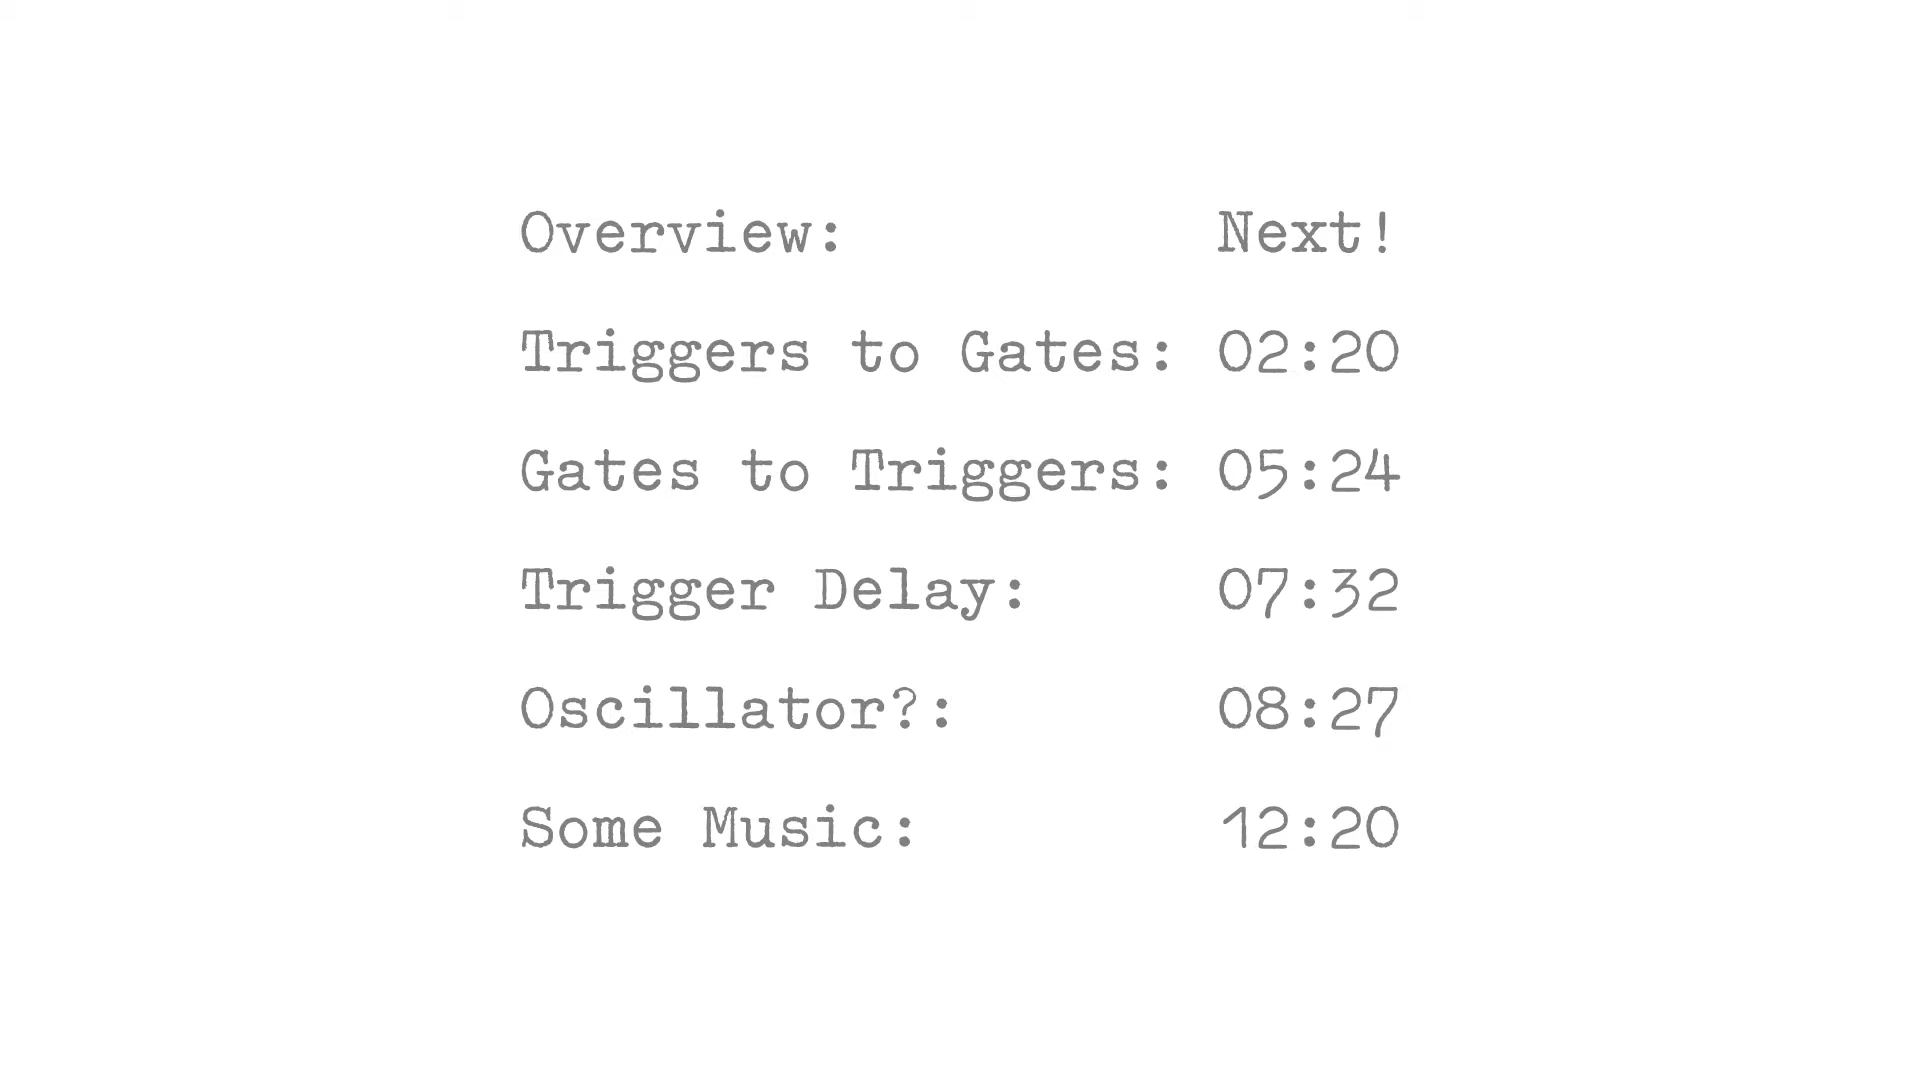 Overview: Next!
Triggers to Gates: 02:20
Gates to Triggers: 05:24
Trigger Delay: 07:32
Oscillator?: 08:27
Some Music: 12:20